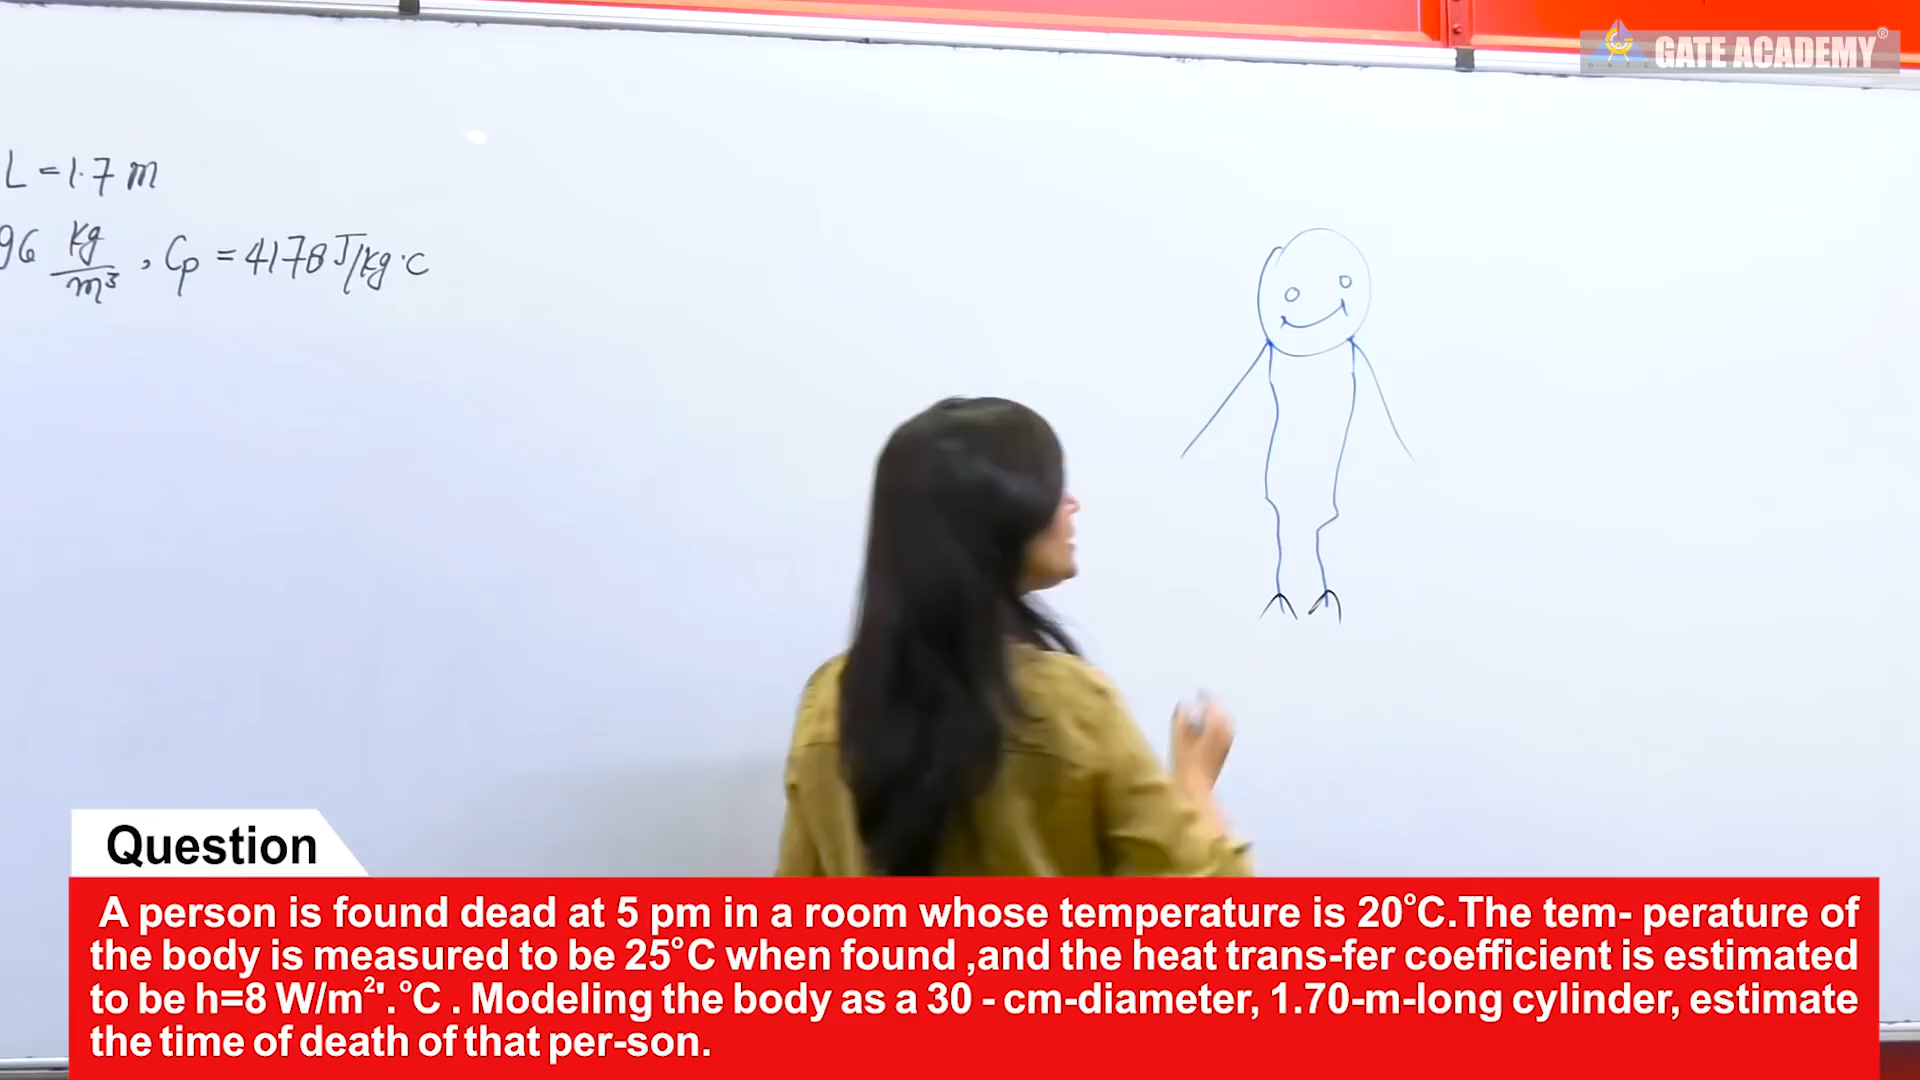 GATE ACADEMY®
L = 1.7 m
96 kg/m³ , Cp = 4178 J/kg·c
Question
A person is found dead at 5 pm in a room whose temperature is 20°C.The tem- perature of
the body is measured to be 25°C when found ,and the heat trans-fer coefficient is estimated
to be h=8 W/m²'.°C . Modeling the body as a 30 - cm-diameter, 1.70-m-long cylinder, estimate
the time of death of that per-son.